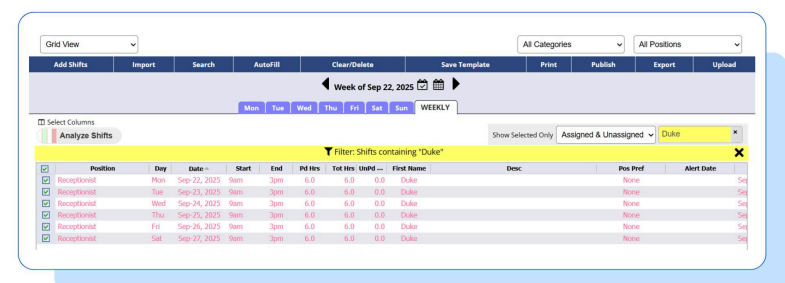 Grid View All Categories All Positions
Add Shifts Import Search AutoFill Clear/Delete Save Template Print Publish Export Upload
Week of Sep 22, 2025
Mon Tue Wed Thu Fri Sat Sun WEEKLY
Select Columns
Analyze Shifts Show Selected Only Assigned & Unassigned Duke ×
Filter: Shifts containing "Duke" X
Position Day Date Start End Pd Hrs Tot Hrs UnPd ... First Name Desc Pos Pref Alert Date
Receptionist Mon Sep-22, 2025 9am 3pm 6.0 6.0 0.0 Duke None Sep
Receptionist Tue Sep-23, 2025 9am 3pm 6.0 6.0 0.0 Duke None Sep
Receptionist Wed Sep-24, 2025 9am 3pm 6.0 6.0 0.0 Duke None Sep
Receptionist Thu Sep-25, 2025 9am 3pm 6.0 6.0 0.0 Duke None Sep
Receptionist Fri Sep-26, 2025 9am 3pm 6.0 6.0 0.0 Duke None Sep
Receptionist Sat Sep-27, 2025 9am 3pm 6.0 6.0 0.0 Duke None Sep